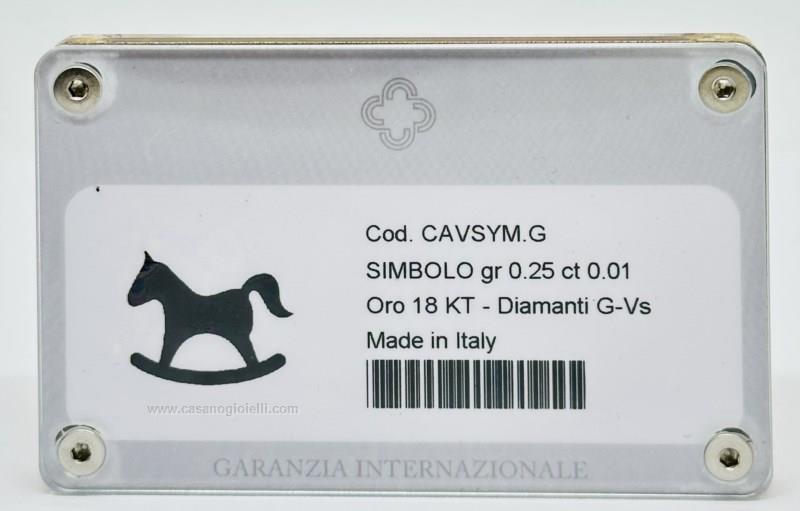 Cod. CAVSYM.G
SIMBOLO gr 0.25 ct 0.01
Oro 18 KT - Diamanti G-Vs
Made in Italy
www.casanogioielli.com
GARANZIA INTERNAZIONALE